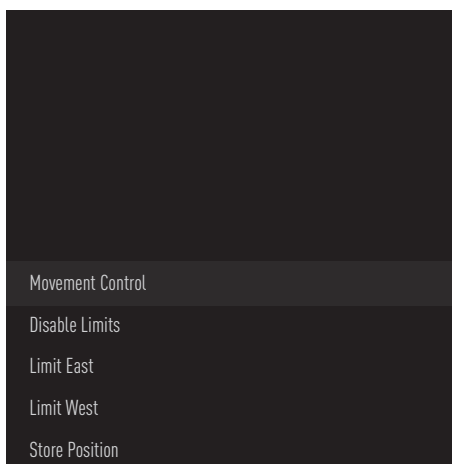 Movement Control
Disable Limits
Limit East
Limit West
Store Position